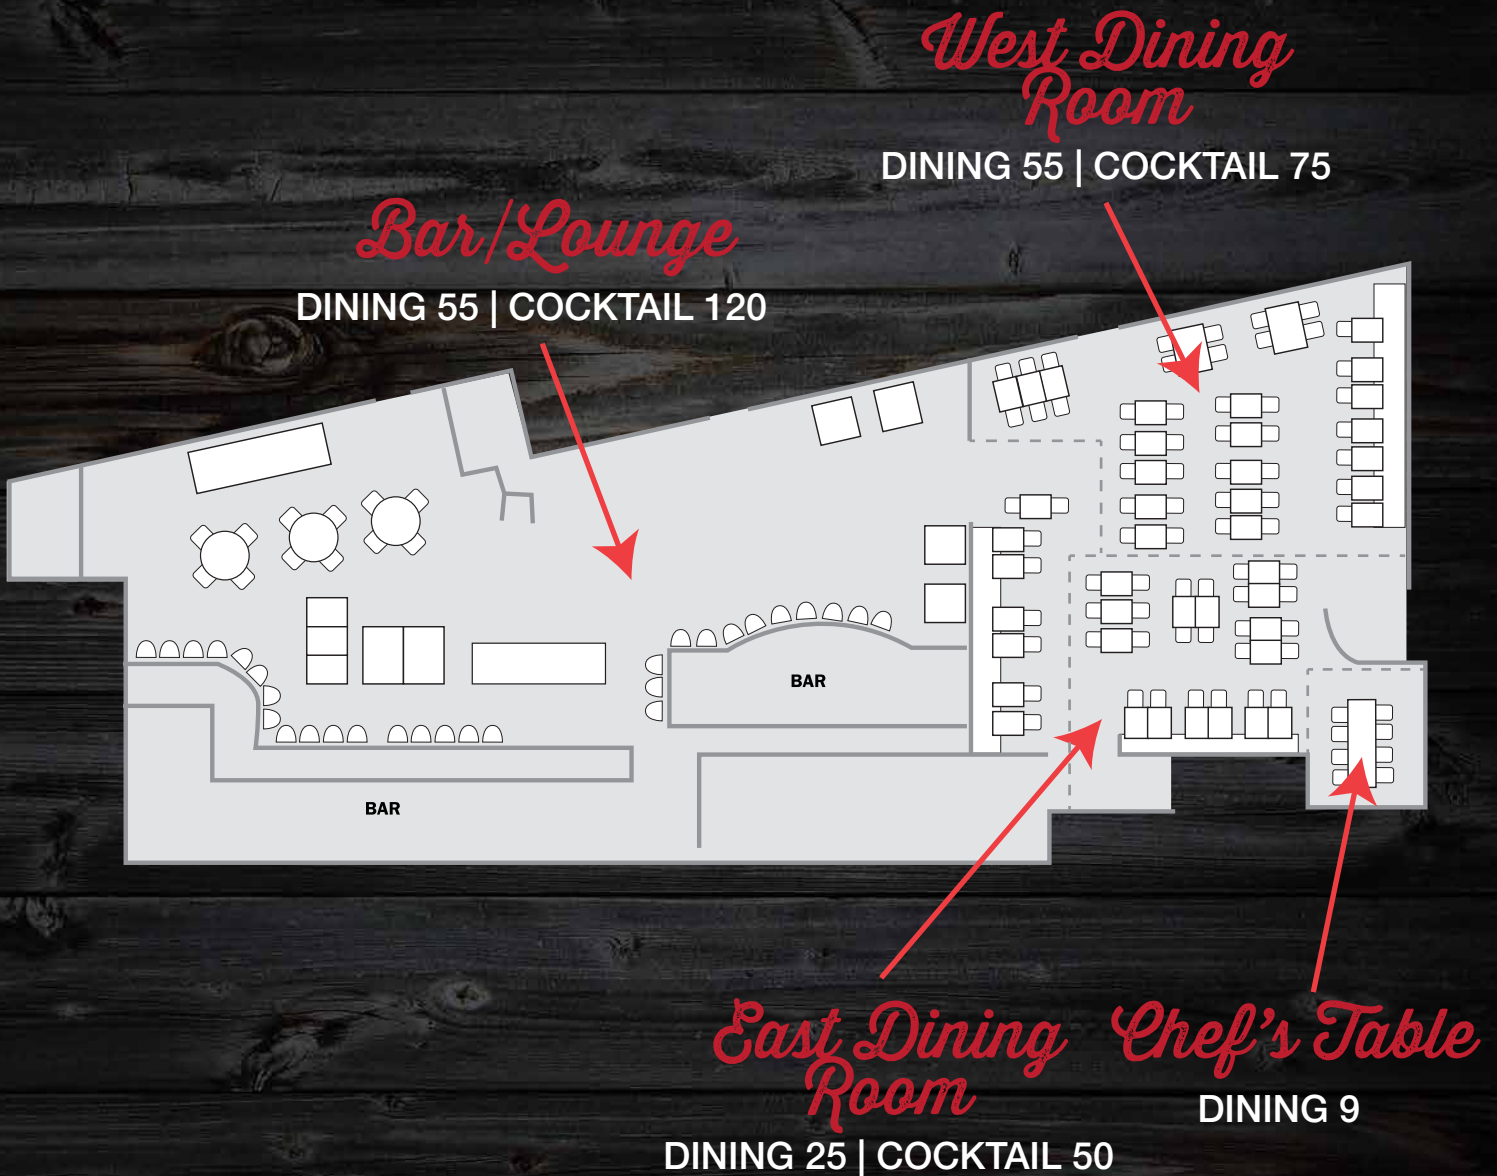 West Dining
Room
DINING 55 | COCKTAIL 75
Bar/Lounge
DINING 55 | COCKTAIL 120
BAR
BAR
East Dining
Room
DINING 25 | COCKTAIL 50
Chef's Table
DINING 9